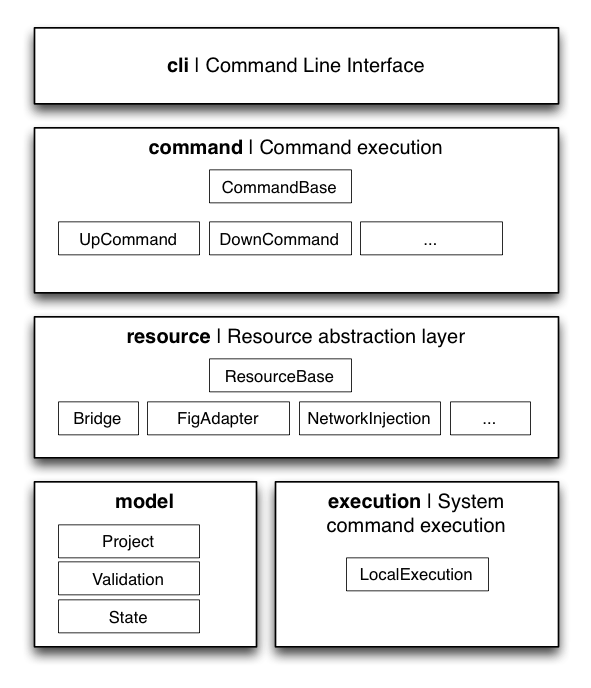 cli | Command Line Interface
command | Command execution
CommandBase
UpCommand
DownCommand
...
resource | Resource abstraction layer
ResourceBase
Bridge
FigAdapter
NetworkInjection
...
model
Project
Validation
State
execution | System
command execution
LocalExecution